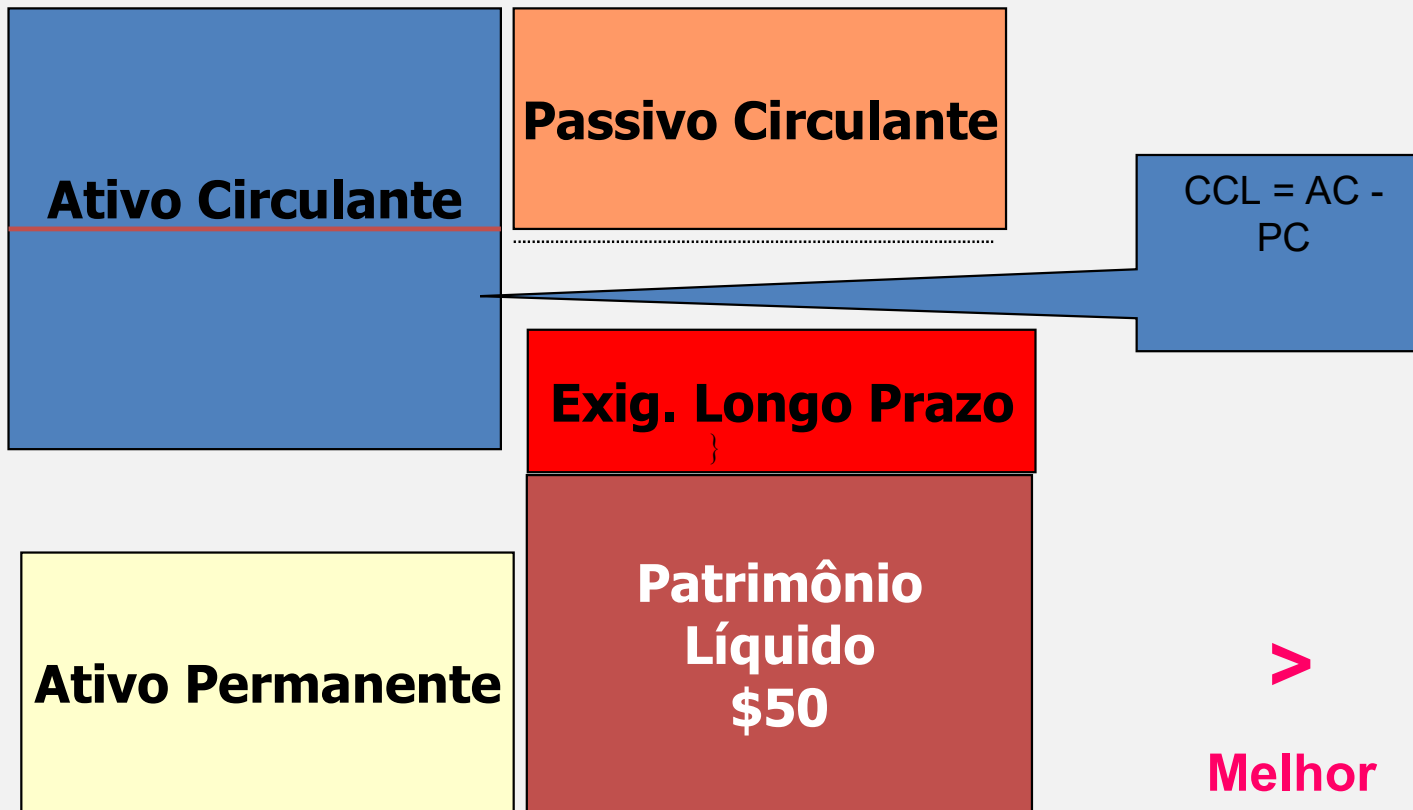 Passivo Circulante
Ativo Circulante
CCL = AC -
PC
Exig. Longo Prazo
}
Patrimônio
Líquido
$50
Ativo Permanente
>
Melhor